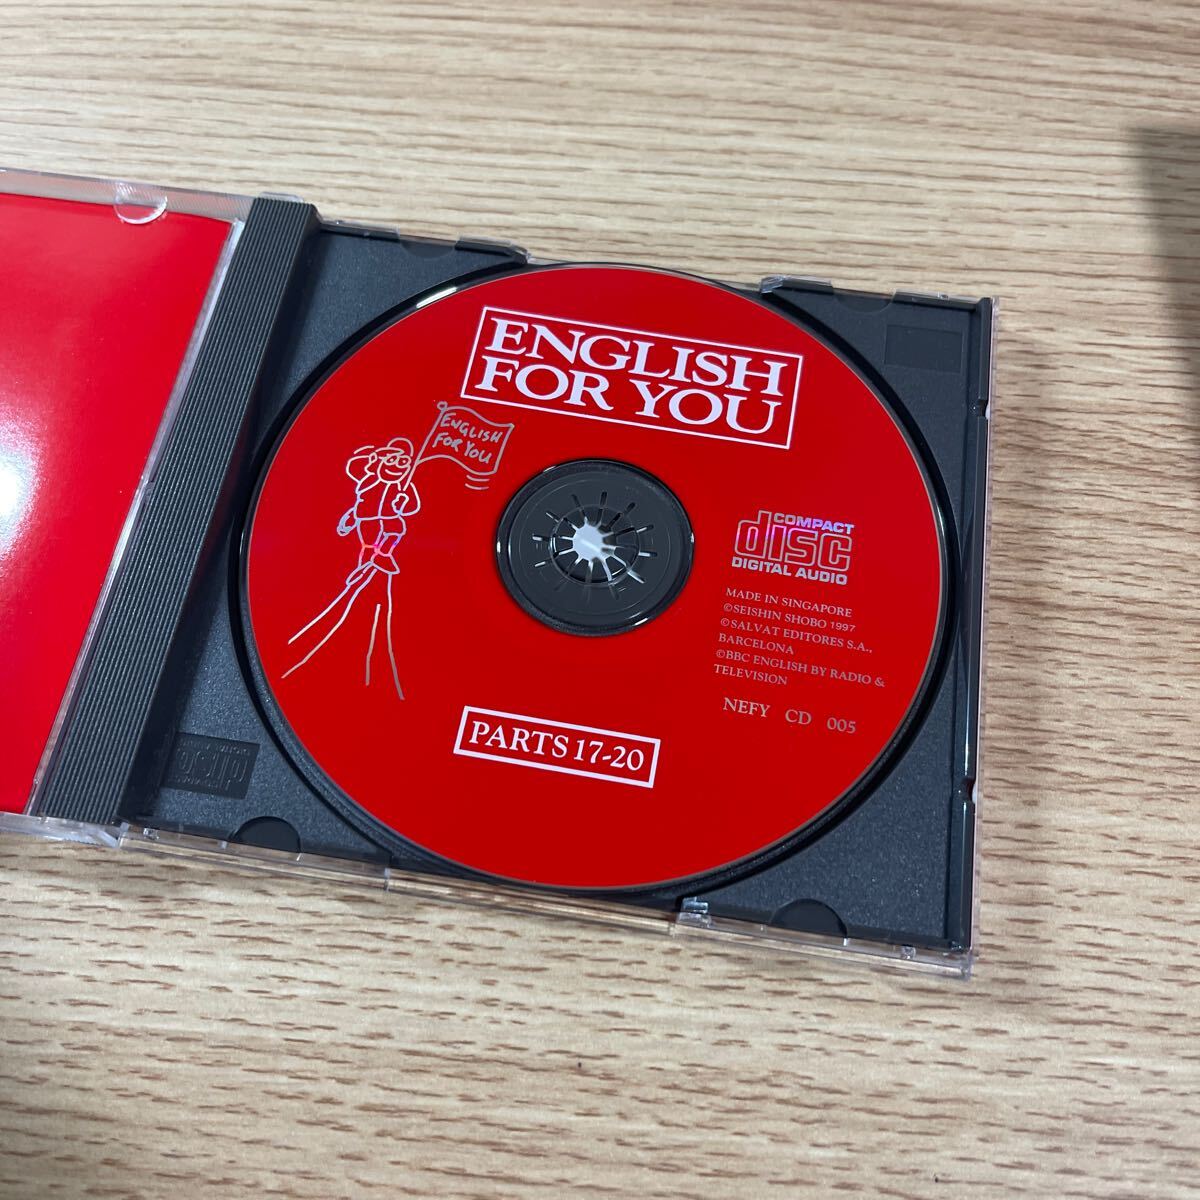 ENGLISH
FOR YOU
ENGLISH
FOR YOU
COMPACT
disc
DIGITAL AUDIO
MADE IN SINGAPORE
©SEISHIN SHOBO 1997
©SALVAT EDITORES S.A.,
BARCELONA
©BBC ENGLISH BY RADIO &
TELEVISION
NEFY CD 005
PARTS 17-20
disc